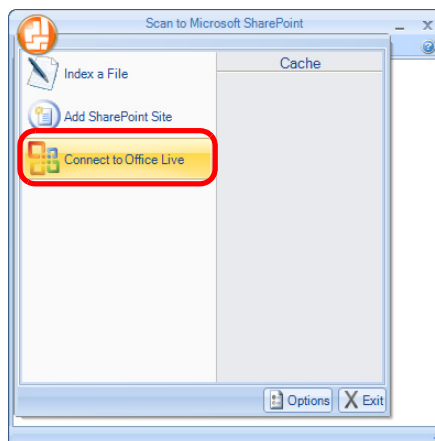 Scan to Microsoft SharePoint
Index a File
Cache
Add SharePoint Site
Connect to Office Live
Options
Exit